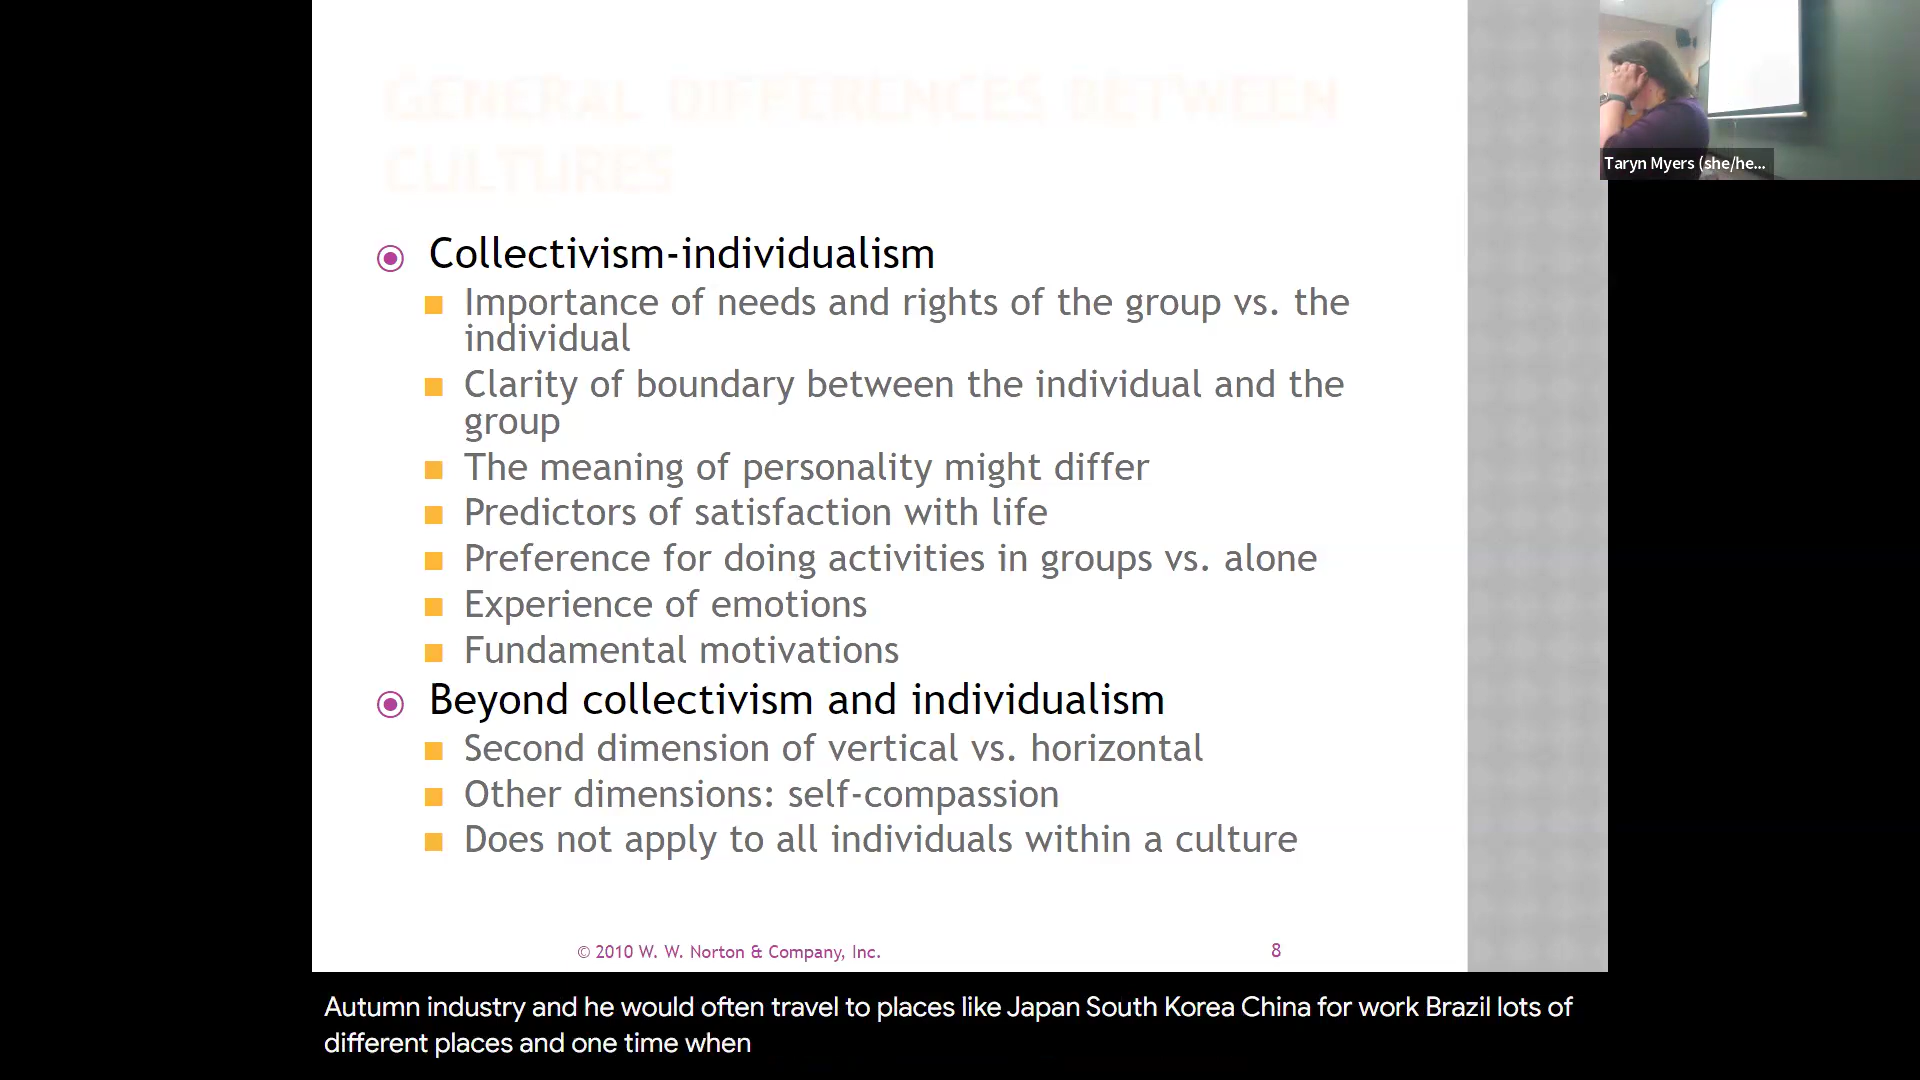 GENERAL DIFFERENCES BETWEEN
CULTURES
Collectivism-individualism
Importance of needs and rights of the group vs. the
individual
Clarity of boundary between the individual and the
group
The meaning of personality might differ
Predictors of satisfaction with life
Preference for doing activities in groups vs. alone
Experience of emotions
Fundamental motivations
Beyond collectivism and individualism
Second dimension of vertical vs. horizontal
Other dimensions: self-compassion
Does not apply to all individuals within a culture
© 2010 W. W. Norton & Company, Inc.
8
Taryn Myers (she/he...
Autumn industry and he would often travel to places like Japan South Korea China for work Brazil lots of
different places and one time when